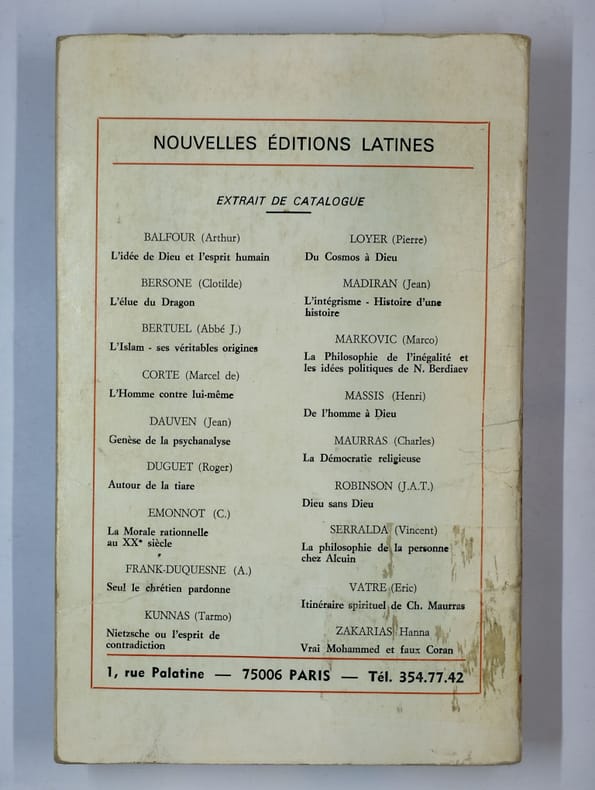 NOUVELLES ÉDITIONS LATINES
EXTRAIT DE CATALOGUE
BALFOUR (Arthur)
L'idée de Dieu et l'esprit humain
BERSONE (Clotilde)
L'élue du Dragon
BERTUEL (Abbé J.)
L'Islam - ses véritables origines
CORTE (Marcel de)
L'Homme contre lui-même
DAUVEN (Jean)
Genèse de la psychanalyse
DUGUET (Roger)
Autour de la tiare
EMONNOT (C.)
La Morale rationnelle
au XXe siècle
FRANK-DUQUESNE (A.)
Seul le chrétien pardonne
KUNNAS (Tarmo)
Nietzsche ou l'esprit de
contradiction
LOYER (Pierre)
Du Cosmos à Dieu
MADIRAN (Jean)
L'intégrisme - Histoire d'une
histoire
MARKOVIC (Marco)
La Philosophie de l'inégalité et
les idées politiques de N. Berdiaev
MASSIS (Henri)
De l'homme à Dieu
MAURRAS (Charles)
La Démocratie religieuse
ROBINSON (J.A.T.)
Dieu sans Dieu
SERRALDA (Vincent)
La philosophie de la personne
chez Alcuin
VATRE (Eric)
Itinéraire spirituel de Ch. Maurras
ZAKARIAS Hanna
Vrai Mohammed et faux Coran
1, rue Palatine — 75006 PARIS — Tél. 354.77.42